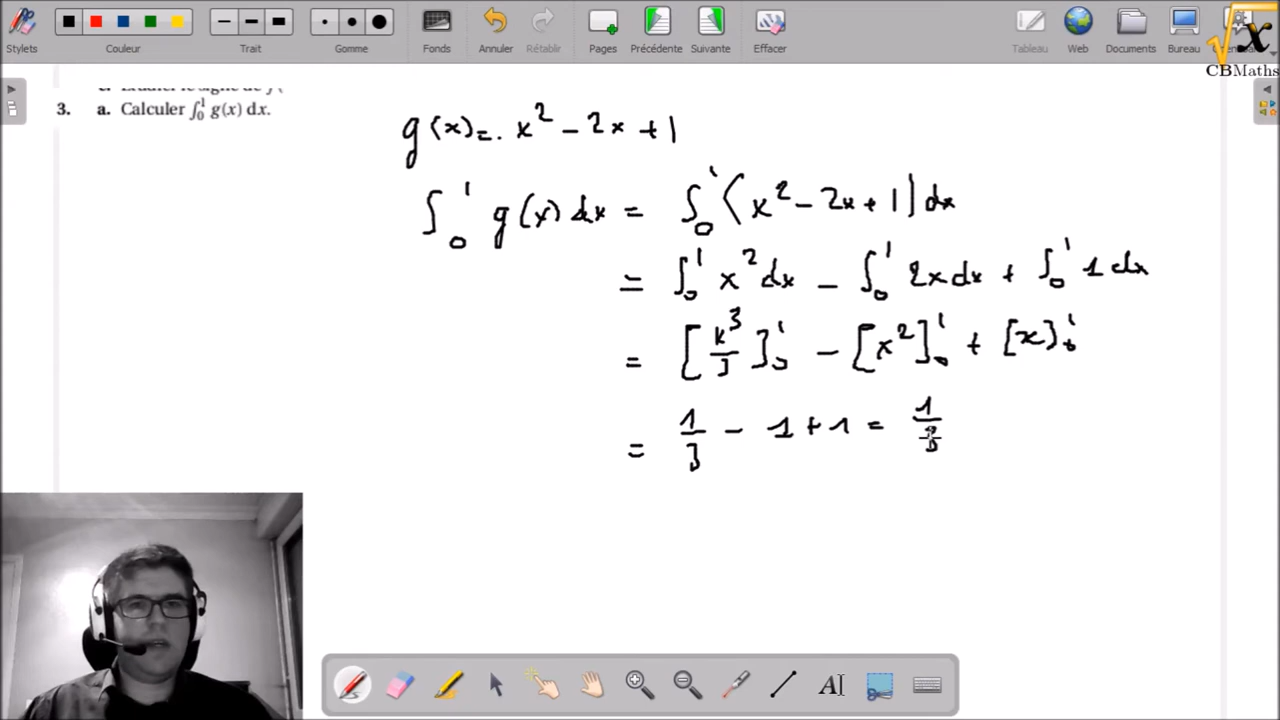 Stylets Couleur Trait Gomme Fonds Annuler Rétablir Pages Précédente Suivante Effacer Tableau Web Documents Bureau
CBMaths
3. a. Calculer ∫₀¹ g(x) dx.
g(x) = x² - 2x + 1
∫₀¹ g(x) dx = ∫₀¹ (x² - 2x + 1) dx
= ∫₀¹ x² dx - ∫₀¹ 2x dx + ∫₀¹ 1 dx
= [x³/3]₀¹ - [x²]₀¹ + [x]₀¹
= 1/3 - 1 + 1 = 1/3